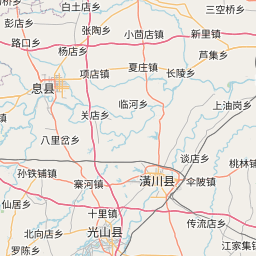 白土店乡
三空桥乡
彭店乡
张陶乡
小茴店镇
新里镇
路口乡
杨店乡
芦集乡
夏庄镇
项店镇
长陵乡
息县
临河乡
上油岗乡
关店乡
八里岔乡
谈店乡
桃林镇
孙铁铺镇
寨河镇
潢川县
伞陂镇
仙居乡
十里镇
传流店乡
北向店乡
光山县
江家集镇
罗陈乡